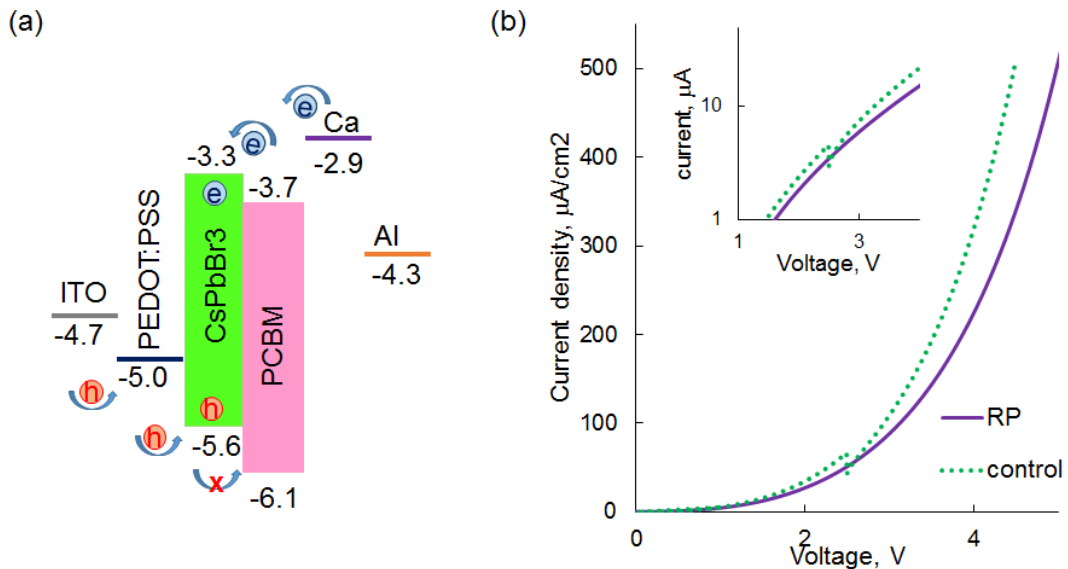 (a)
e
Ca
-2.9
e
-3.3
e
-3.7
PEDOT:PSS
CsPbBr3
PCBM
Al
-4.3
ITO
-4.7
-5.0
h
h
h
-5.6
x
-6.1
(b)
500
400
300
200
100
0
Current density, µA/cm2
2
4
Voltage, V
10
1
current, µA
1
3
Voltage, V
RP
control